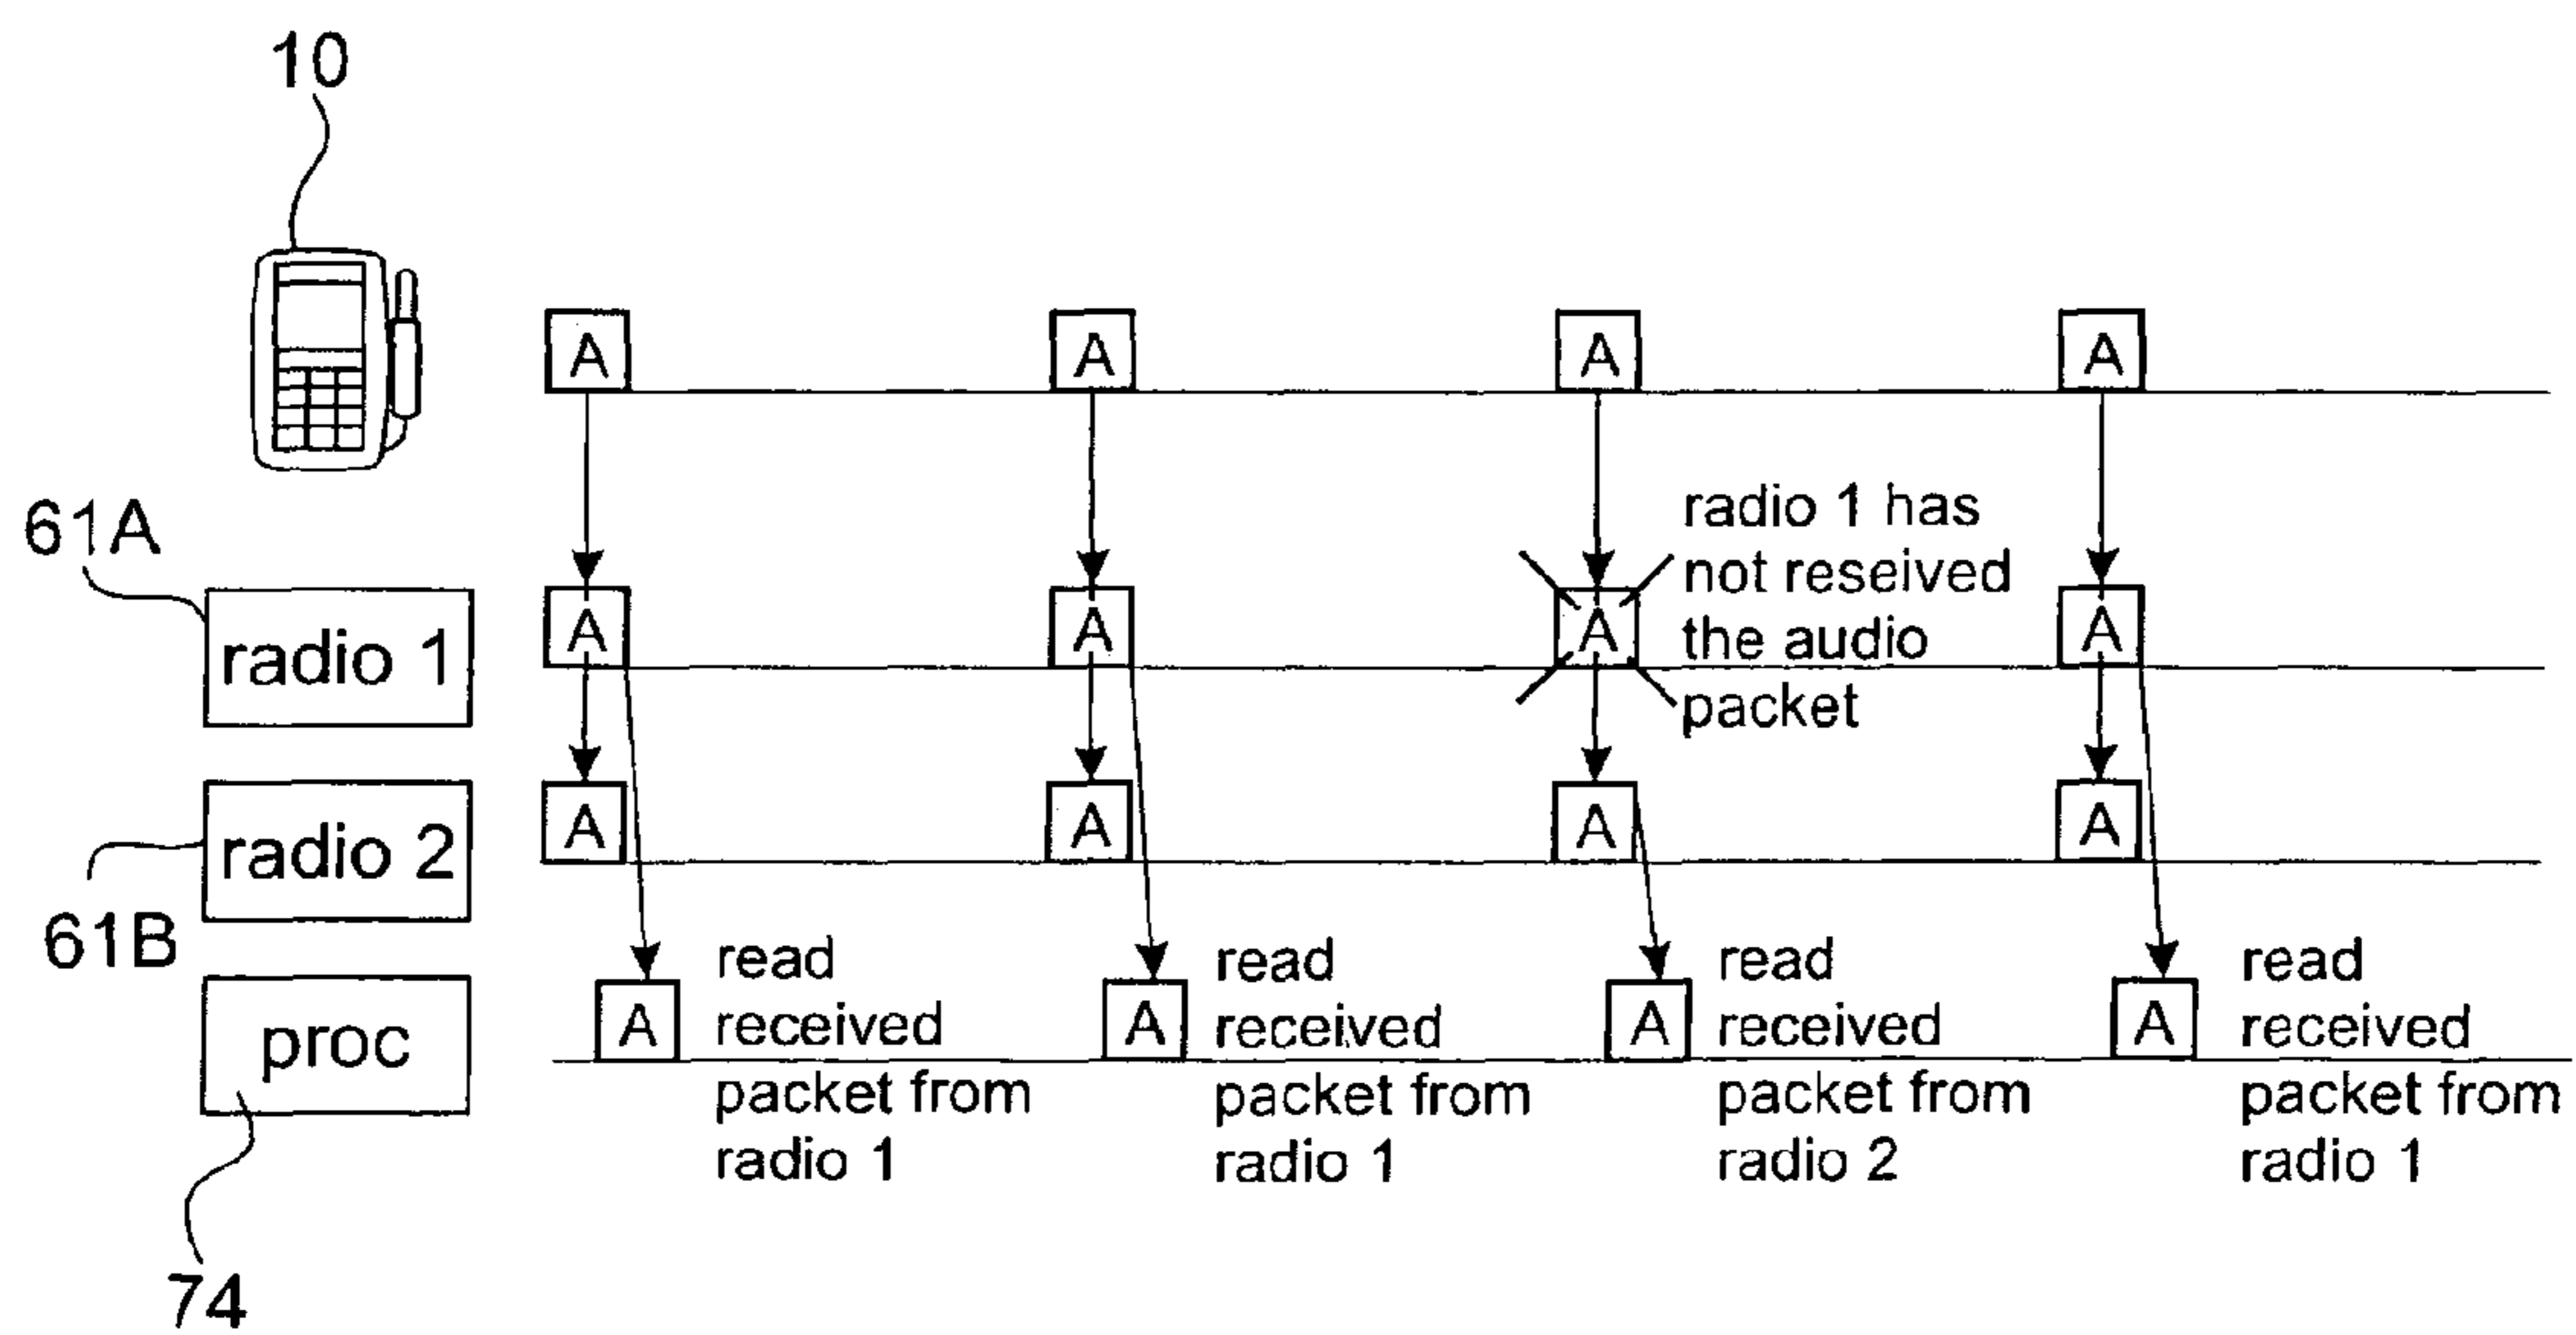 10
A A A A
61A
radio 1
A A A A
radio 1 has
not reseived
the audio
packet
radio 2
A A A A
61B
proc
A A A A
read
received
packet from
radio 1
read
received
packet from
radio 1
read
received
packet from
radio 2
read
received
packet from
radio 1
74